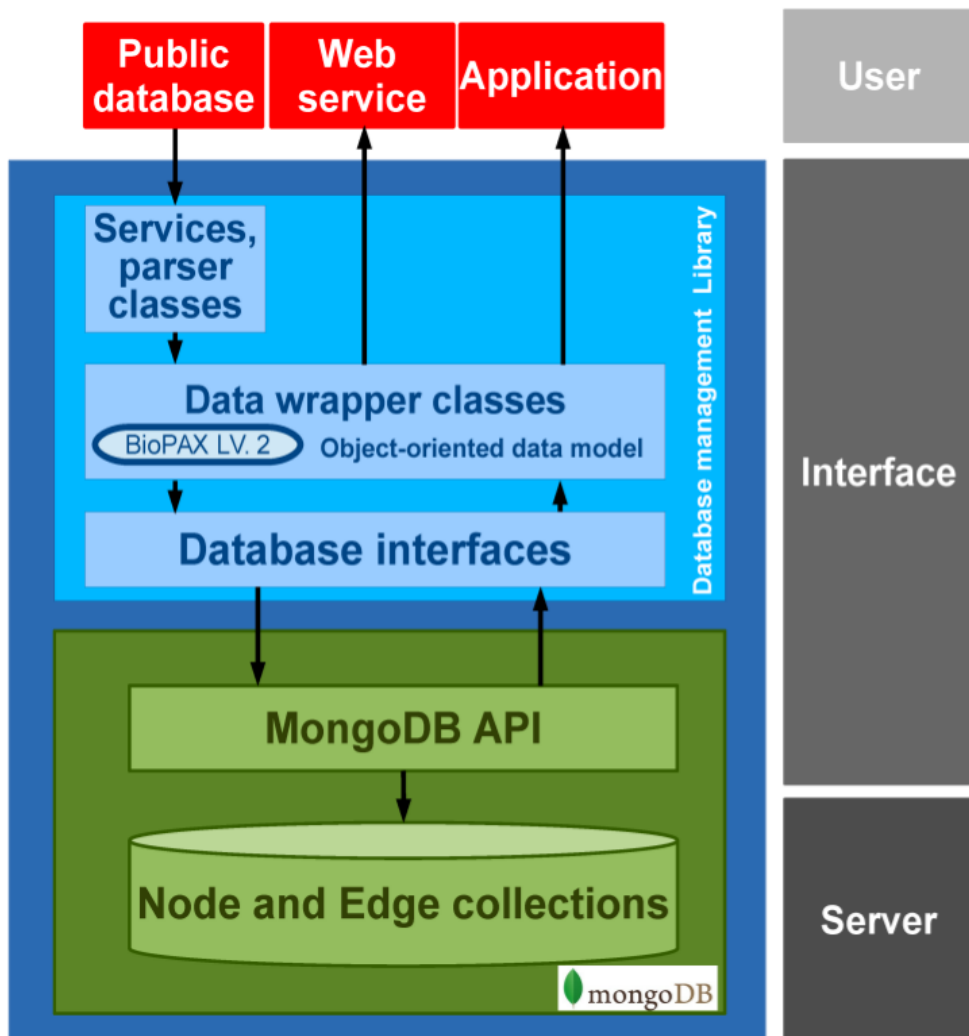 Public
database
Web
service
Application
User
Services,
parser
classes
Database management Library
Data wrapper classes
BioPAX LV. 2
Object-oriented data model
Interface
Database interfaces
MongoDB API
Node and Edge collections
Server
mongoDB